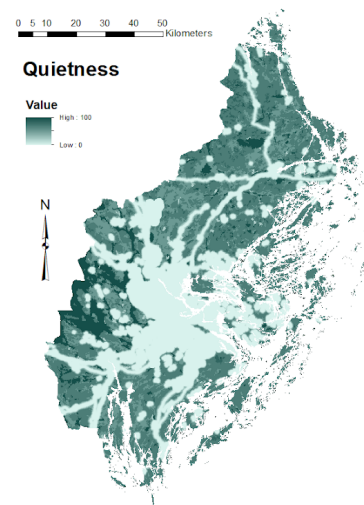 0 5 10 20 30 40 50
Kilometers
Quietness
Value
High : 100
Low : 0
N